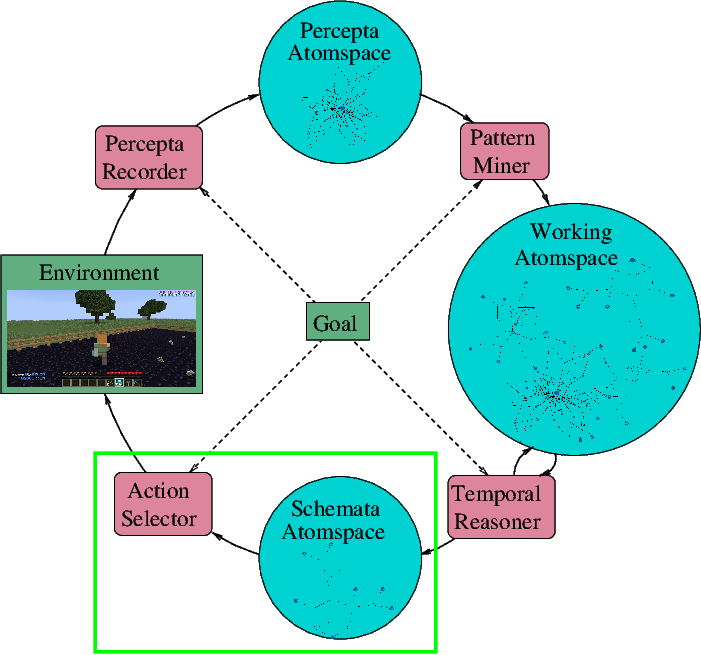 Percepta
Atomspace
Percepta
Recorder
Pattern
Miner
Working
Atomspace
Environment
Goal
Action
Selector
Schemata
Atomspace
Temporal
Reasoner